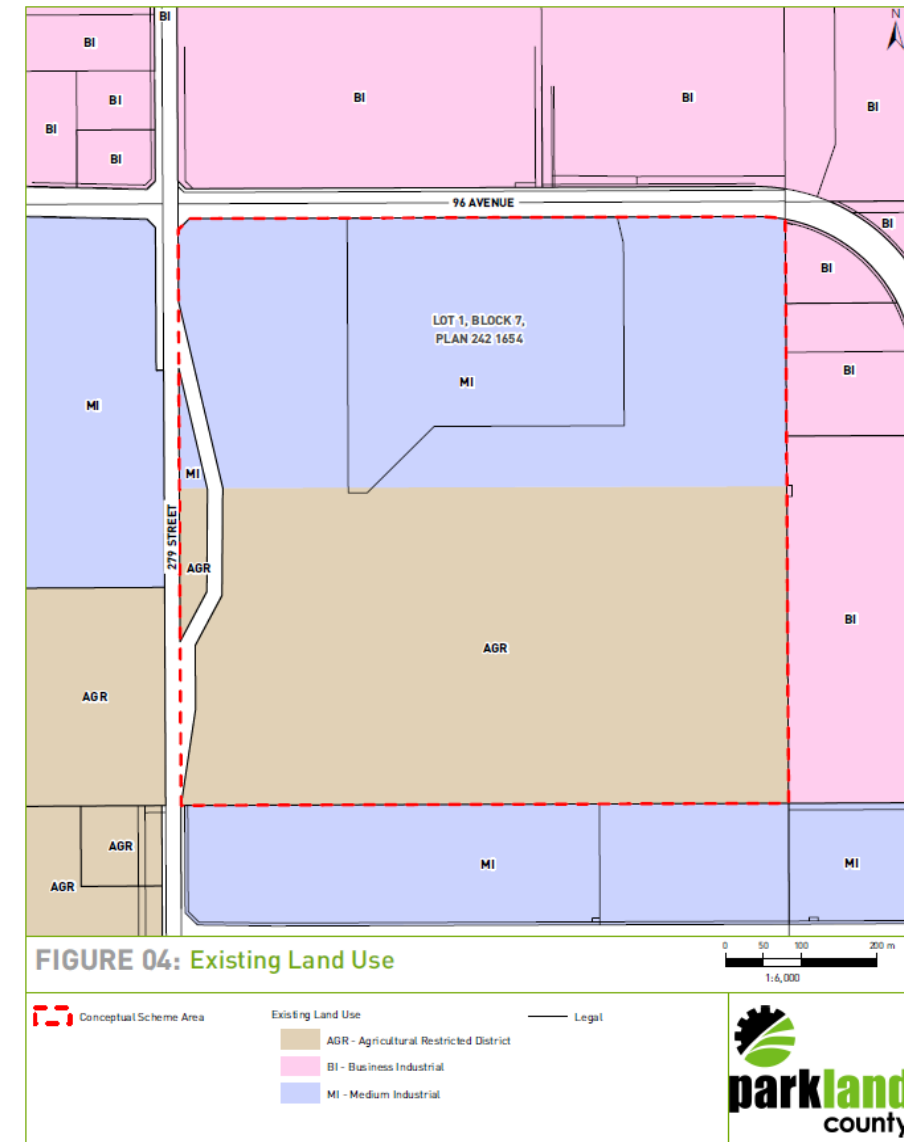 BI
N
BI
BI
BI
BI
BI
BI
BI
BI
96 AVENUE
BI
BI
LOT 1, BLOCK 7,
PLAN 242 1654
BI
MI
MI
MI
279 STREET
AGR
BI
AGR
AGR
AGR
MI
MI
AGR
FIGURE 04: Existing Land Use
0 50 100 200 m
1:6,000
Conceptual Scheme Area
Existing Land Use
Legal
AGR - Agricultural Restricted District
BI - Business Industrial
MI - Medium Industrial
parkland
county